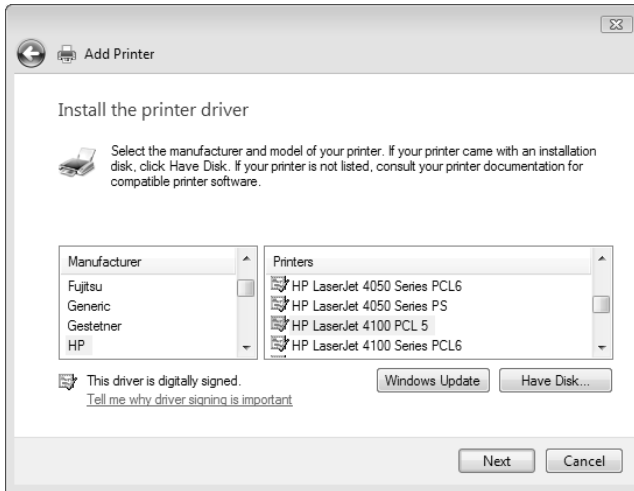 Add Printer
Install the printer driver
Select the manufacturer and model of your printer. If your printer came with an installation
disk, click Have Disk. If your printer is not listed, consult your printer documentation for
compatible printer software.
Manufacturer
Fujitsu
Generic
Gestetner
HP
Printers
HP LaserJet 4050 Series PCL6
HP LaserJet 4050 Series PS
HP LaserJet 4100 PCL 5
HP LaserJet 4100 Series PCL6
This driver is digitally signed.
Tell me why driver signing is important
Windows Update
Have Disk...
Next
Cancel